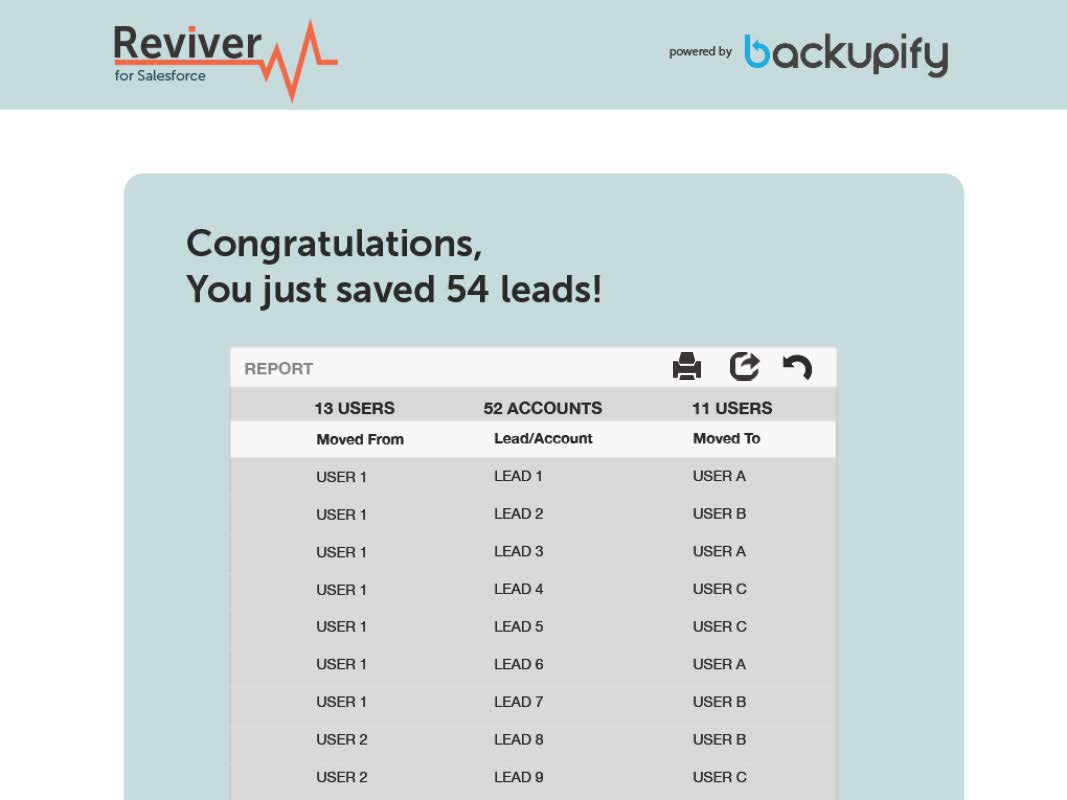 Reviver
for Salesforce
powered by backupify
Congratulations,
You just saved 54 leads!
REPORT
13 USERS 52 ACCOUNTS 11 USERS
Moved From Lead/Account Moved To
USER 1 LEAD 1 USER A
USER 1 LEAD 2 USER B
USER 1 LEAD 3 USER A
USER 1 LEAD 4 USER C
USER 1 LEAD 5 USER C
USER 1 LEAD 6 USER A
USER 1 LEAD 7 USER B
USER 2 LEAD 8 USER B
USER 2 LEAD 9 USER C